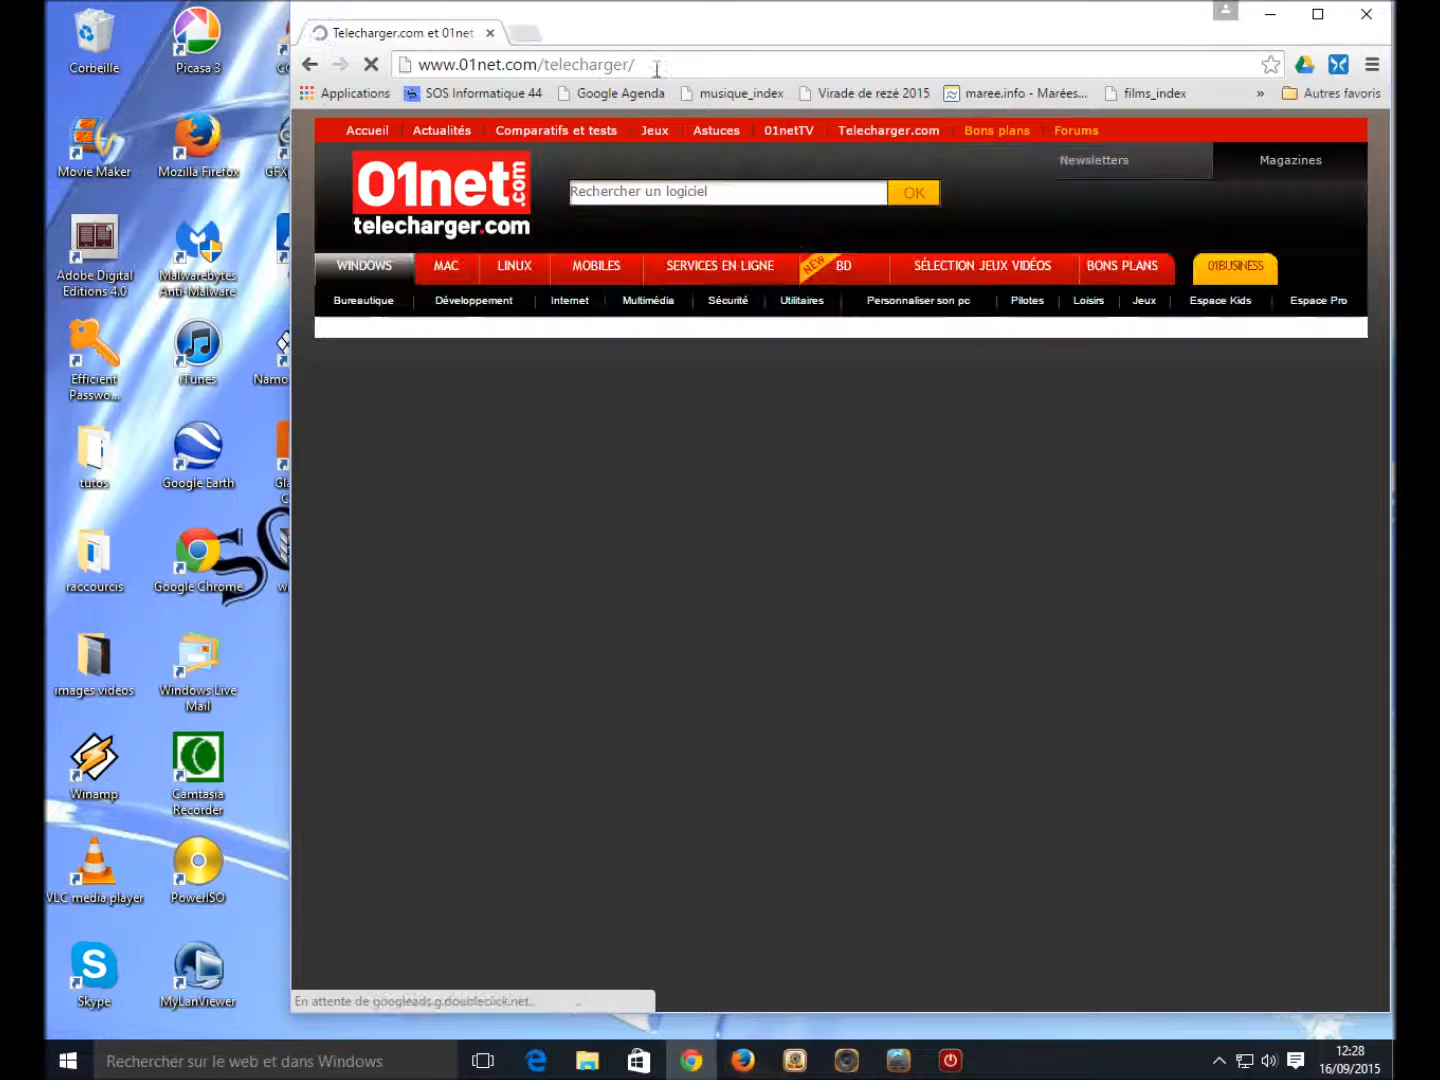 Corbeille
Picasa 3
Movie Maker
Mozilla Firefox
GFX
Adobe Digital
Editions 4.0
Malwarebytes
Anti-Malware
Efficient
Passwo...
iTunes
Namo
tutos
Google Earth
raccourcis
Google Chrome
images videos
Windows Live
Mail
Winamp
Camtasia
Recorder
VLC media player
PowerISO
Skype
MyLanViewer
Telecharger.com et 01net
www.01net.com/telecharger/
Applications
SOS Informatique 44
Google Agenda
musique_index
Virade de rezé 2015
maree.info - Marées...
films_index
»
Autres favoris
Accueil
Actualités
Comparatifs et tests
Jeux
Astuces
01netTV
Telecharger.com
Bons plans
Forums
Newsletters
Magazines
01net.com
telecharger.com
Rechercher un logiciel
OK
WINDOWS
MAC
LINUX
MOBILES
SERVICES EN LIGNE
NEW
BD
SÉLECTION JEUX VIDÉOS
BONS PLANS
01BUSINESS
Bureautique
Développement
Internet
Multimédia
Sécurité
Utilitaires
Personnaliser son pc
Pilotes
Loisirs
Jeux
Espace Kids
Espace Pro
En attente de googleads.g.doubleclick.net...
Rechercher sur le web et dans Windows
12:28
16/09/2015